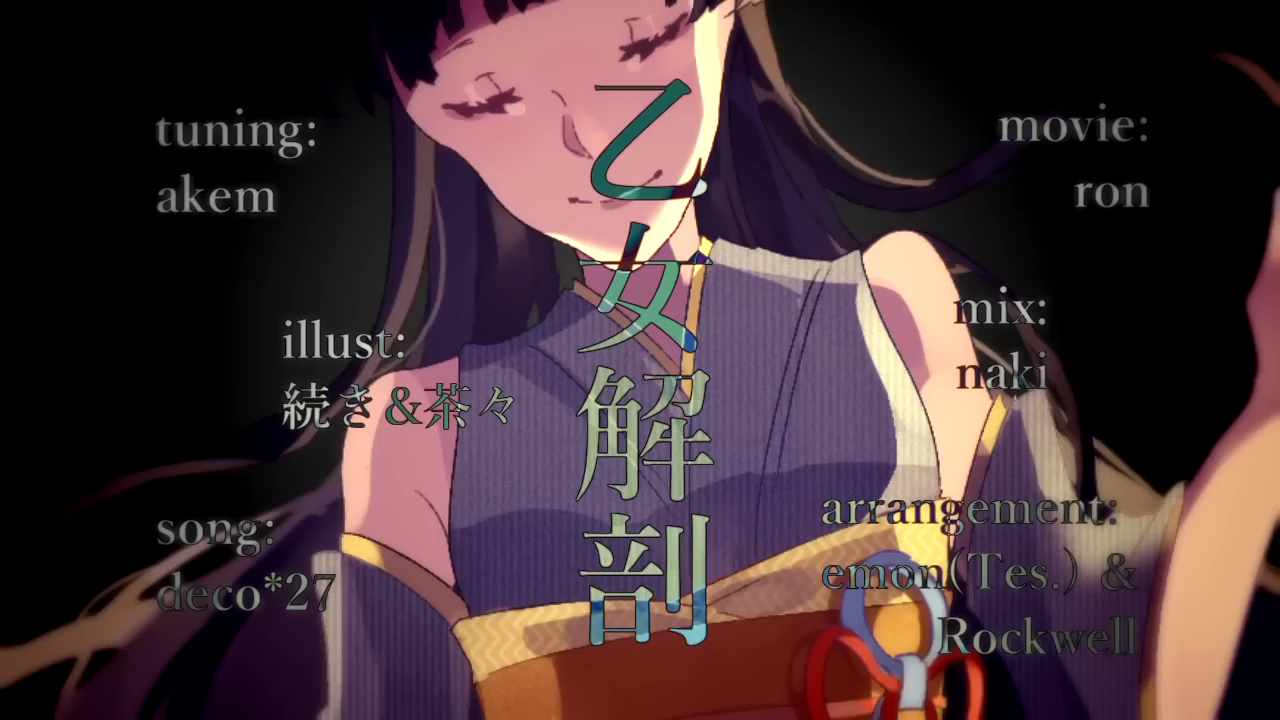 tuning:
akem
illust:
続き&茶々
song:
deco*27
乙女解剖
movie:
ron
mix:
naki
arrangement:
emon(Tes.) &
Rockwell